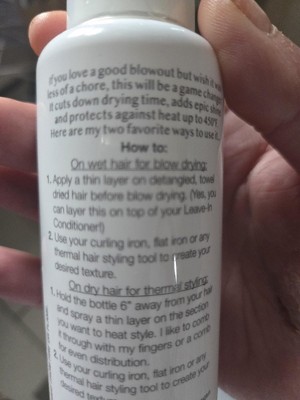 If you love a good blowout but wish it was
less of a chore, this will be a game changer.
It cuts down drying time, adds epic shine
and protects against heat up to 450°F.
Here are my two favorite ways to use it...
How to:
On wet hair for blow drying:
1. Apply a thin layer on detangled, towel
dried hair before blow drying. (Yes, you
can layer this on top of your Leave-In
Conditioner!)
2. Use your curling iron, flat iron or any
thermal hair styling tool to create your
desired texture.
On dry hair for thermal styling:
1. Hold the bottle 6" away from your hair
and spray a thin layer on the section
you want to heat style. I like to comb
it through with my fingers or a comb
for even distribution.
2. Use your curling iron, flat iron or any
thermal hair styling tool to create your
desired texture.